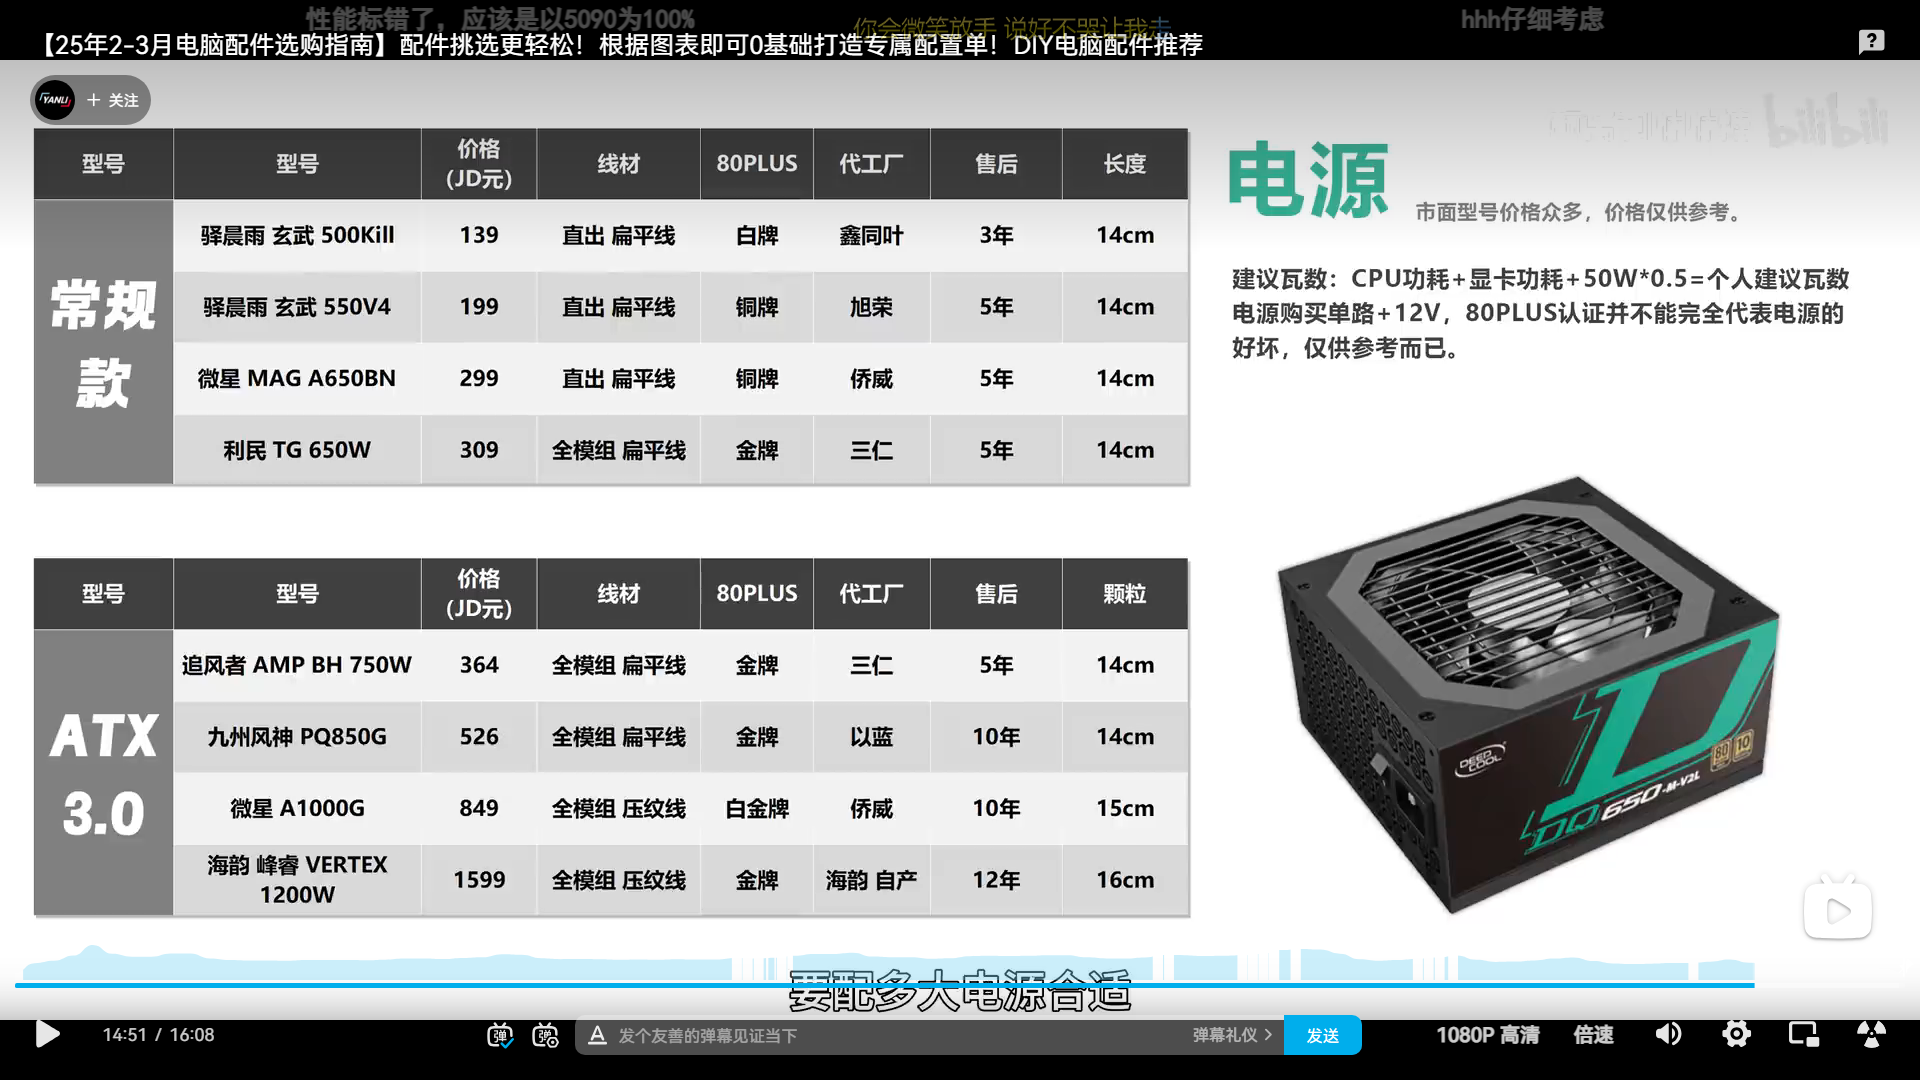 性能标错了，应该是以5090为100%
你会微笑放手 说好不哭让我走
hhh仔细考虑
【25年2-3月电脑配件选购指南】配件挑选更轻松！根据图表即可0基础打造专属配置单！DIY电脑配件推荐
YANLI
+ 关注
bilibili
型号 型号 价格(JD元) 线材 80PLUS 代工厂 售后 长度
常规款
驿晨雨 玄武 500Kill 139 直出 扁平线 白牌 鑫同叶 3年 14cm
驿晨雨 玄武 550V4 199 直出 扁平线 铜牌 旭荣 5年 14cm
微星 MAG A650BN 299 直出 扁平线 铜牌 侨威 5年 14cm
利民 TG 650W 309 全模组 扁平线 金牌 三仁 5年 14cm
电源
市面型号价格众多，价格仅供参考。
建议瓦数：CPU功耗+显卡功耗+50W*0.5=个人建议瓦数
电源购买单路+12V，80PLUS认证并不能完全代表电源的
好坏，仅供参考而已。
型号 型号 价格(JD元) 线材 80PLUS 代工厂 售后 颗粒
ATX 3.0
追风者 AMP BH 750W 364 全模组 扁平线 金牌 三仁 5年 14cm
九州风神 PQ850G 526 全模组 扁平线 金牌 以蓝 10年 14cm
微星 A1000G 849 全模组 压纹线 白金牌 侨威 10年 15cm
海韵 峰睿 VERTEX 1200W 1599 全模组 压纹线 金牌 海韵 自产 12年 16cm
DEEPCOOL
DQ650-M-V2L
80 10
要配多大电源合适
14:51 / 16:08
弹 弹
A 发个友善的弹幕见证当下
弹幕礼仪 >
发送
1080P 高清
倍速